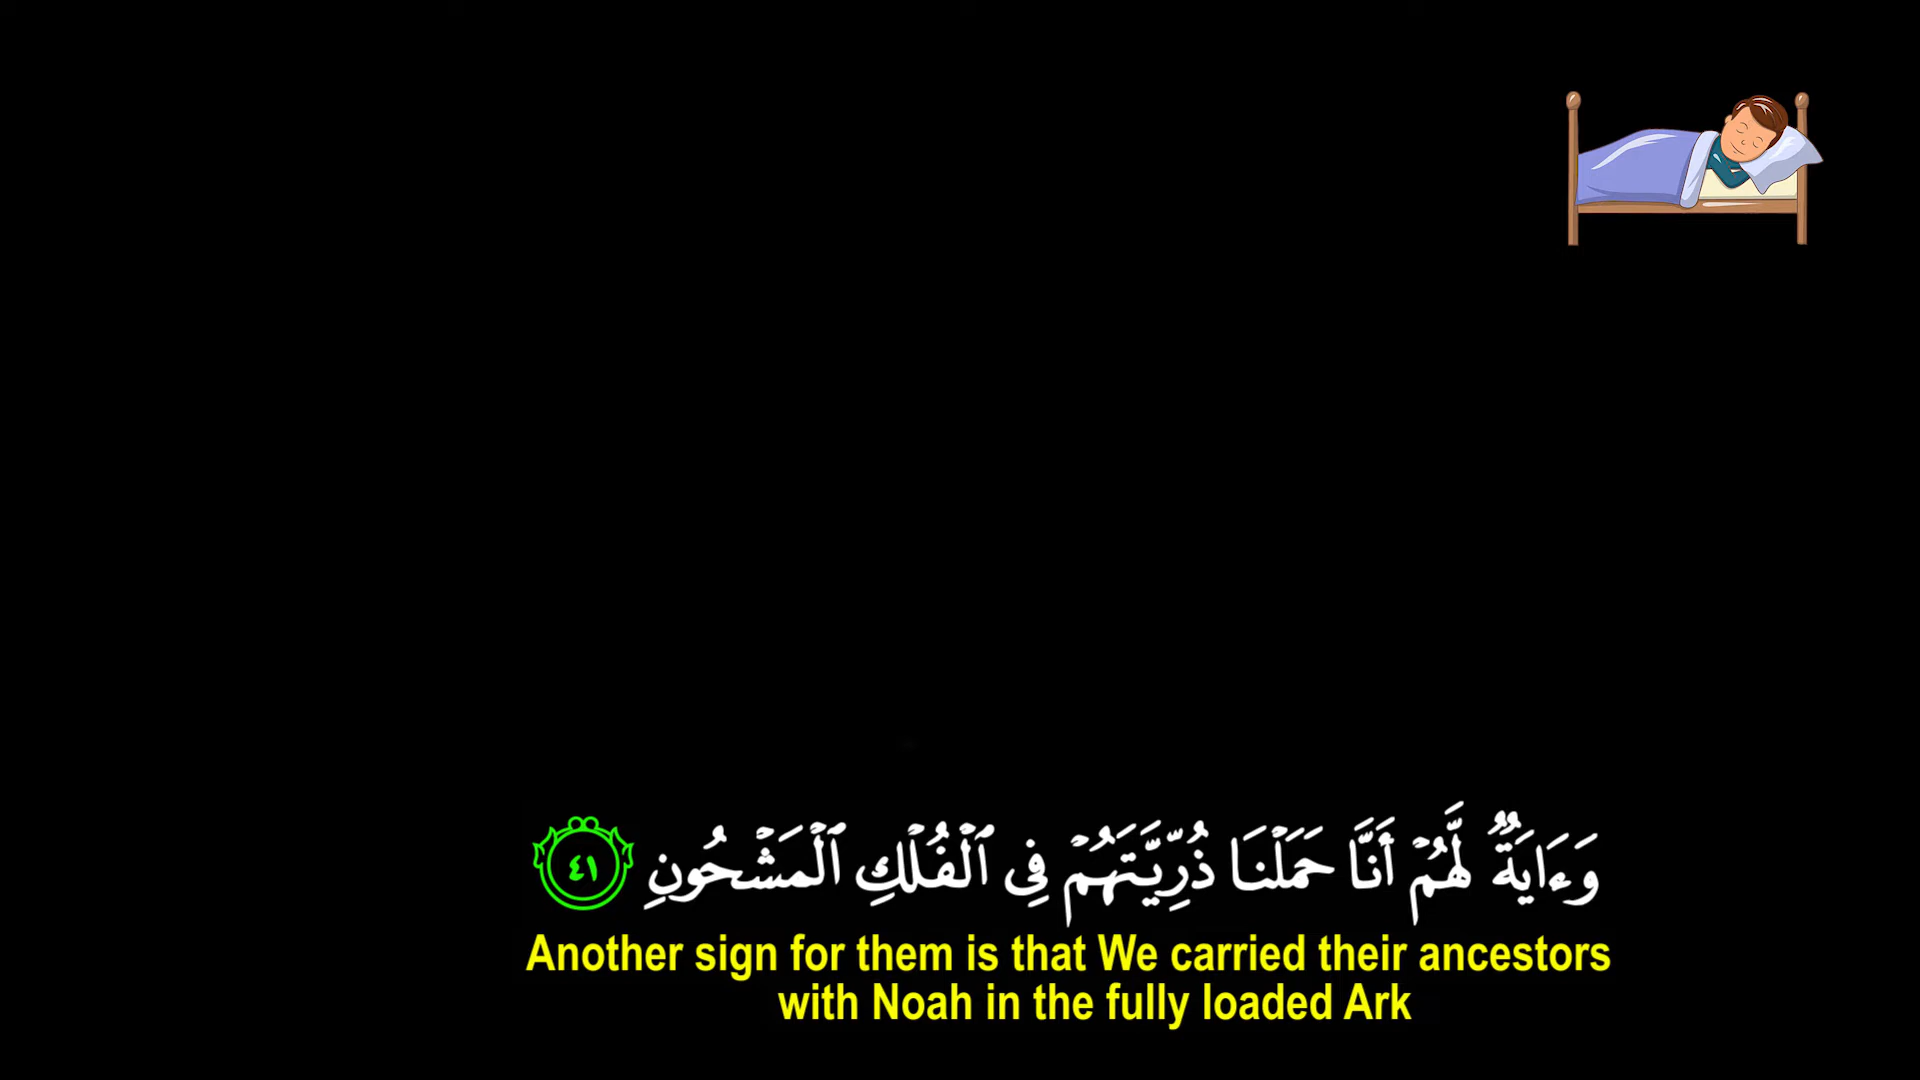 وَءَايَةٌ لَّهُمْ أَنَّا حَمَلْنَا ذُرِّيَّتَهُمْ فِى ٱلْفُلْكِ ٱلْمَشْحُونِ ٤١
Another sign for them is that We carried their ancestors
with Noah in the fully loaded Ark